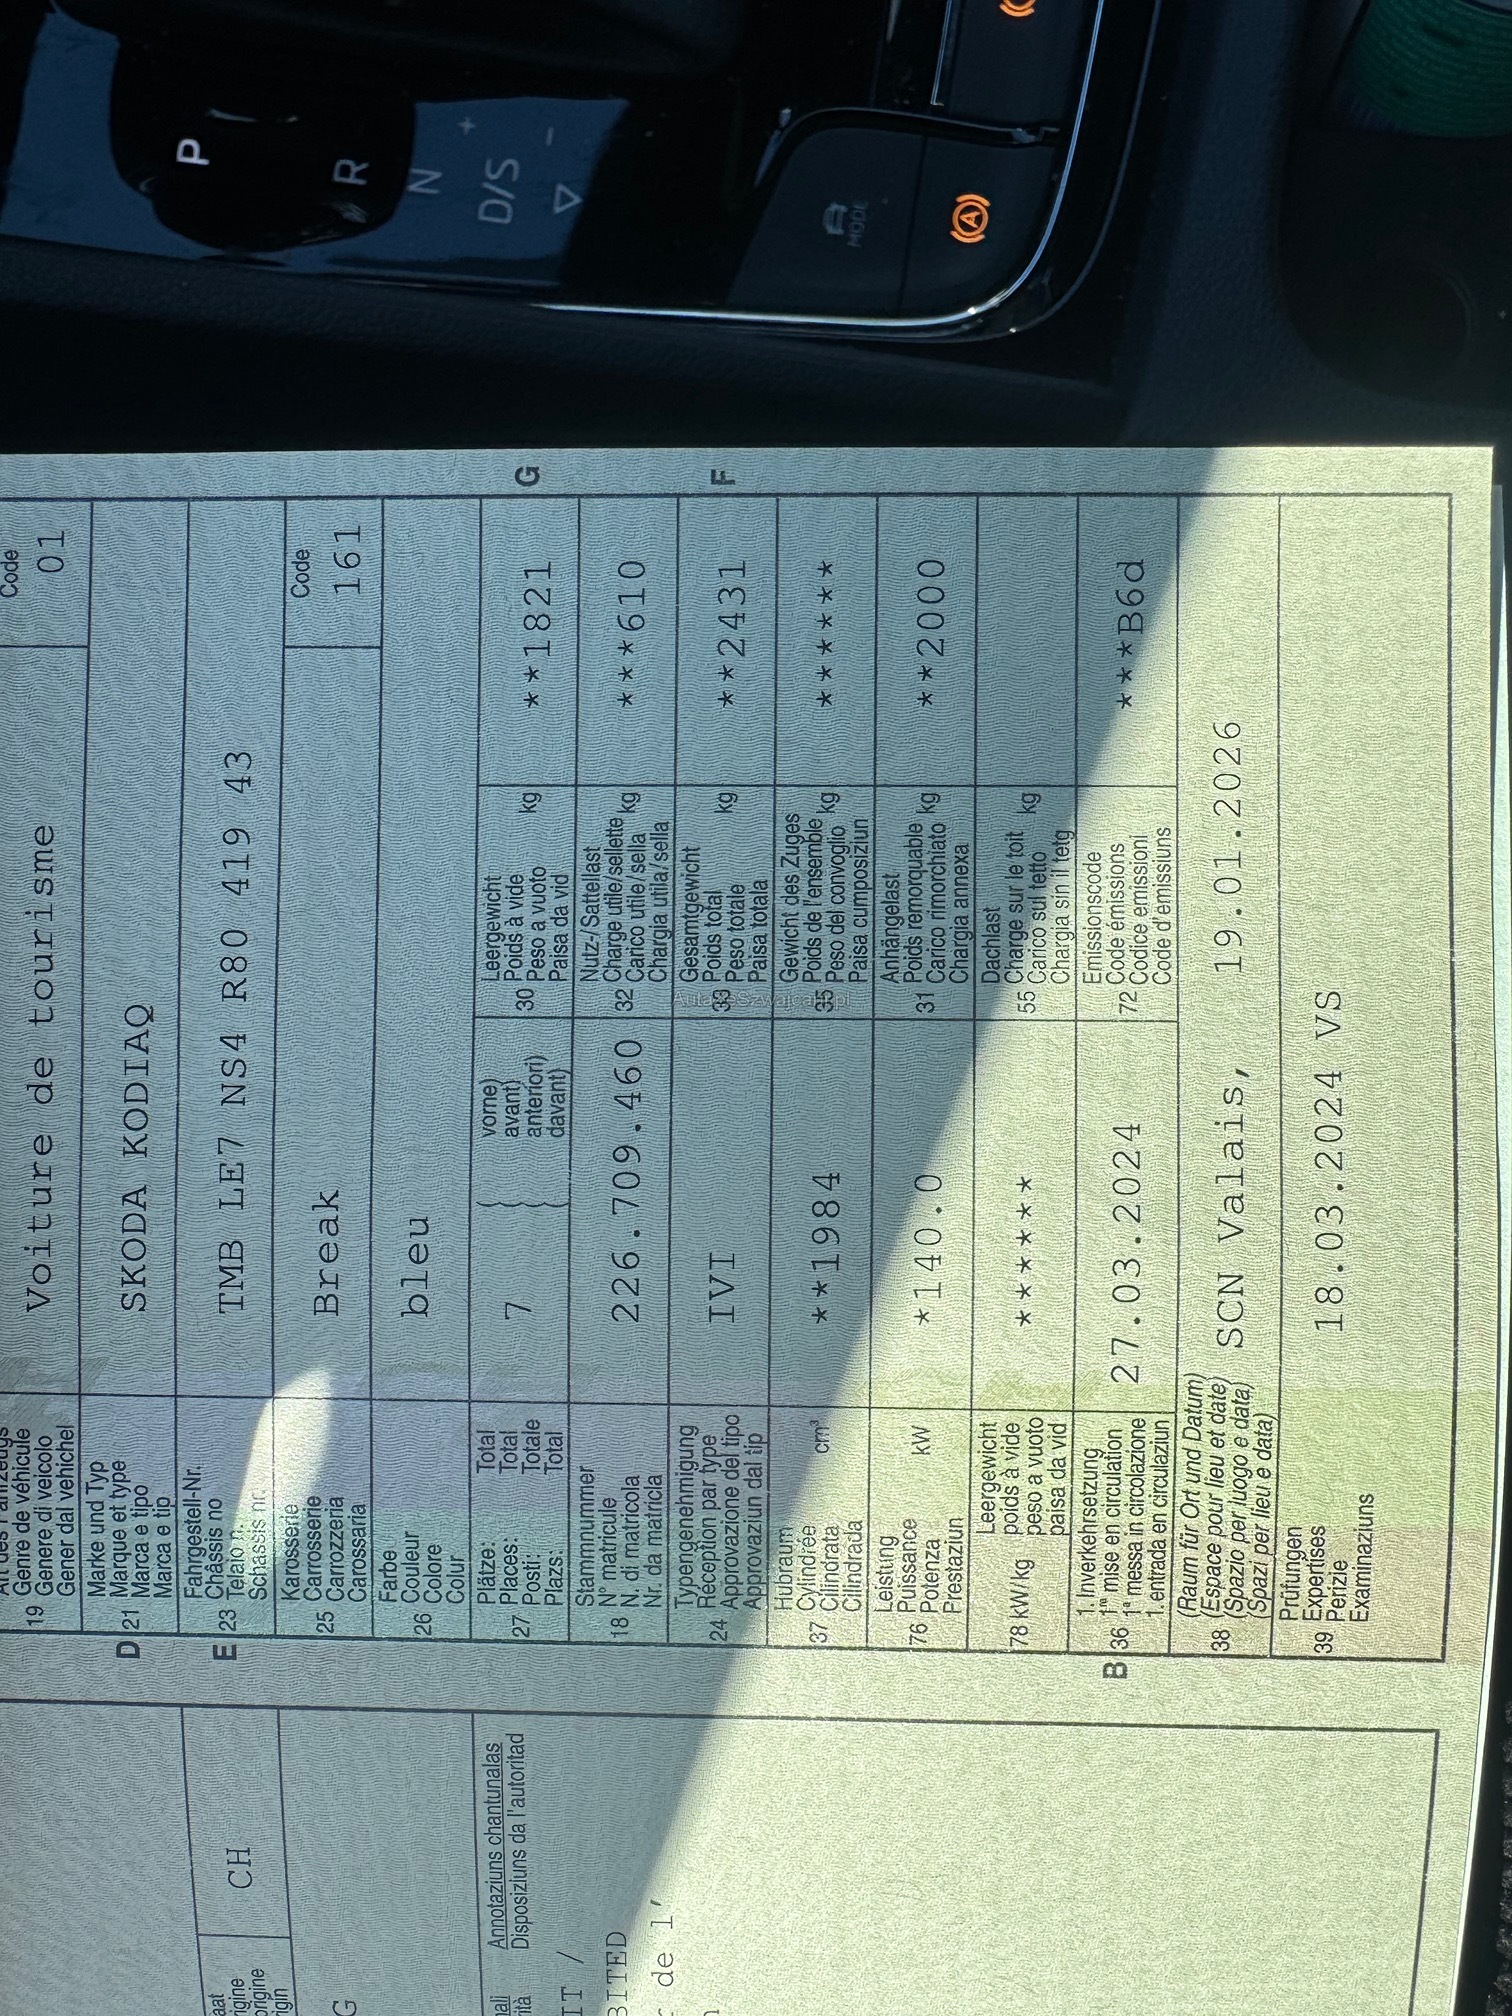 P
R
N
D/S
+
−
MODE
A
19 Genre de véhicule
Genere di veicolo
Gener dal vehichel
Voiture de tourisme
Code
01
D
21
Marke und Typ
Marque et type
Marca e tipo
Marca e tip
SKODA KODIAQ
E
23
Fahrgestell-Nr.
Châssis no
Telaio n.
Schassis nr.
TMB LE7 NS4 R80 419 43
25
Karosserie
Carrosserie
Carrozzeria
Carossaria
Break
Code
161
26
Farbe
Couleur
Colore
Colur
bleu
27
Plätze: Total
Places: Total
Posti: Totale
Plazs: Total
7
vorne)
avant)
anteriori)
davant)
30
Leergewicht
Poids à vide
Peso a vuoto
Paisa da vid
kg
**1821
G
18
Stammnummer
N° matricule
N. di matricola
Nr. da matricla
226.709.460
32
Nutz-/Sattellast
Charge utile/sellette
Carico utile/sella
Chargia utila/sella
kg
***610
24
Typengenehmigung
Réception par type
Approvazione del tipo
Approvaziun dal tip
IVI
33
Gesamtgewicht
Poids total
Peso totale
Paisa totala
kg
**2431
F
AutazeSzwajcarii.pl
37
Hubraum
Cylindrée
Cilindrata
Cilindrada
cm³
**1984
35
Gewicht des Zuges
Poids de l'ensemble
Peso del convoglio
Paisa cumposiziun
kg
******
76
Leistung
Puissance
Potenza
Prestaziun
kW
*140.0
31
Anhängelast
Poids remorquable
Carico rimorchiato
Chargia annexa
kg
**2000
78 kW/kg
Leergewicht
poids à vide
peso a vuoto
paisa da vid
******
55
Dachlast
Charge sur le toit
Carico sul tetto
Chargia sin il tetg
kg
B
36
1. Inverkehrsetzung
1re mise en circulation
1a messa in circolazione
1. entrada en circulaziun
27.03.2024
72
Emissionscode
Code émissions
Codice emissioni
Code d'emissiuns
***B6d
38
(Raum für Ort und Datum)
(Espace pour lieu et date)
(Spazio per luogo e data)
(Spazi per lieu e data)
SCN Valais, 19.01.2026
39
Prüfungen
Expertises
Perizie
Examinaziuns
18.03.2024 VS
CH
G
Annotaziuns chantunalas
Disposiziuns da l'autoritad
IT /
BITED
de l'